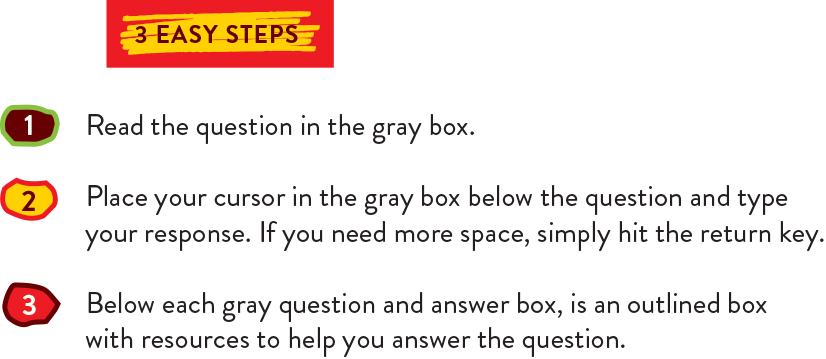 3 EASY STEPS
1 Read the question in the gray box.
2 Place your cursor in the gray box below the question and type
your response. If you need more space, simply hit the return key.
3 Below each gray question and answer box, is an outlined box
with resources to help you answer the question.